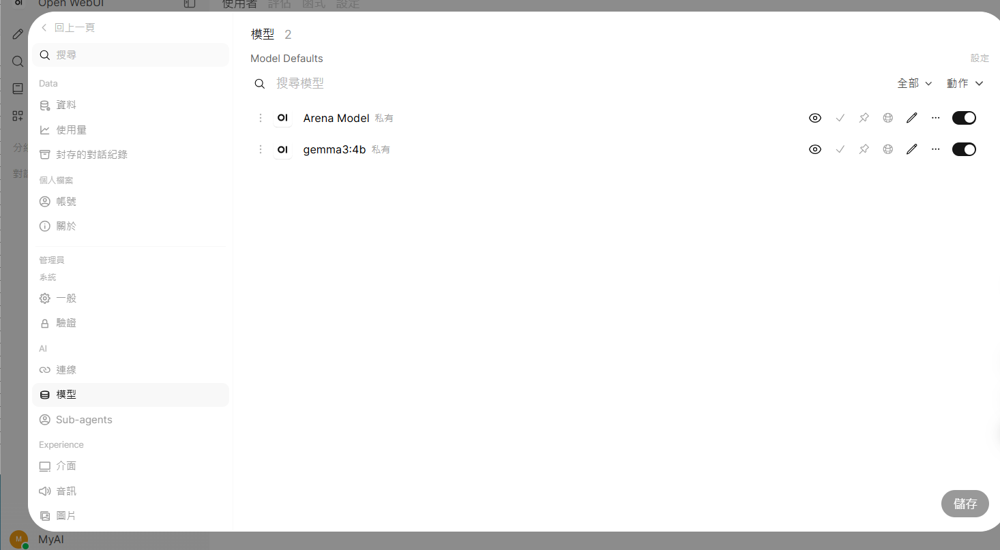 OI Open WebUI
使用者 評估 函式 設定
回上一頁
搜尋
Data
資料
使用量
封存的對話紀錄
個人檔案
帳號
關於
管理員
系統
一般
驗證
AI
連線
模型
Sub-agents
Experience
介面
音訊
圖片
模型 2
Model Defaults 設定
搜尋模型 全部 動作
OI Arena Model 私有
OI gemma3:4b 私有
儲存
M MyAI